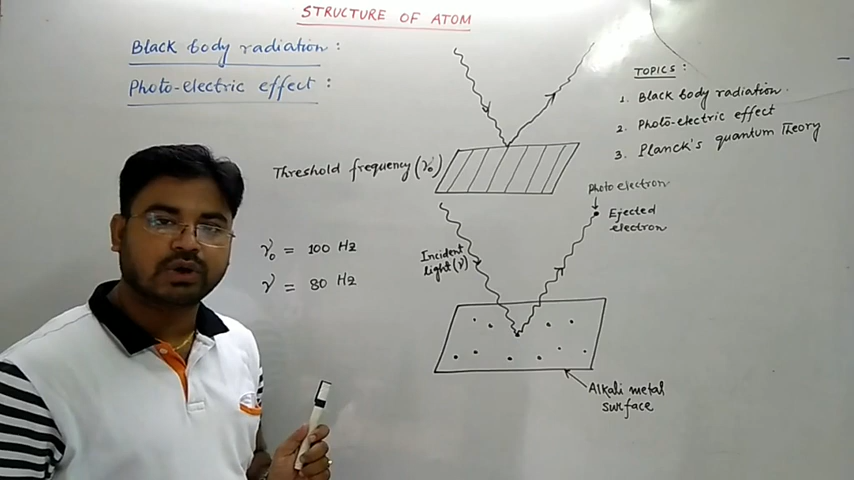 STRUCTURE OF ATOM
Black body radiation :
Photo-electric effect :
TOPICS :
1. Black body radiation.
2. Photo-electric effect
3. Planck's quantum Theory
Threshold frequency (ν₀)
ν₀ = 100 Hz
ν = 80 Hz
Photo electron
Ejected
electron
Incident
light (ν)
Alkali metal
surface